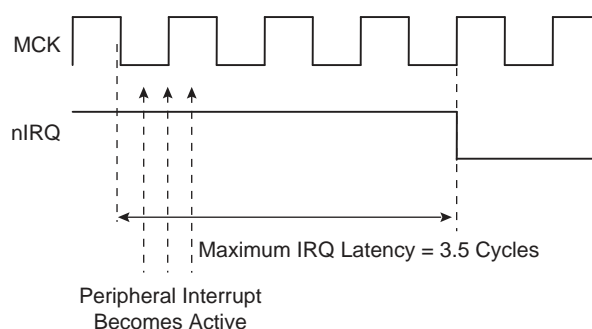 MCK
nIRQ
Maximum IRQ Latency = 3.5 Cycles
Peripheral Interrupt
Becomes Active